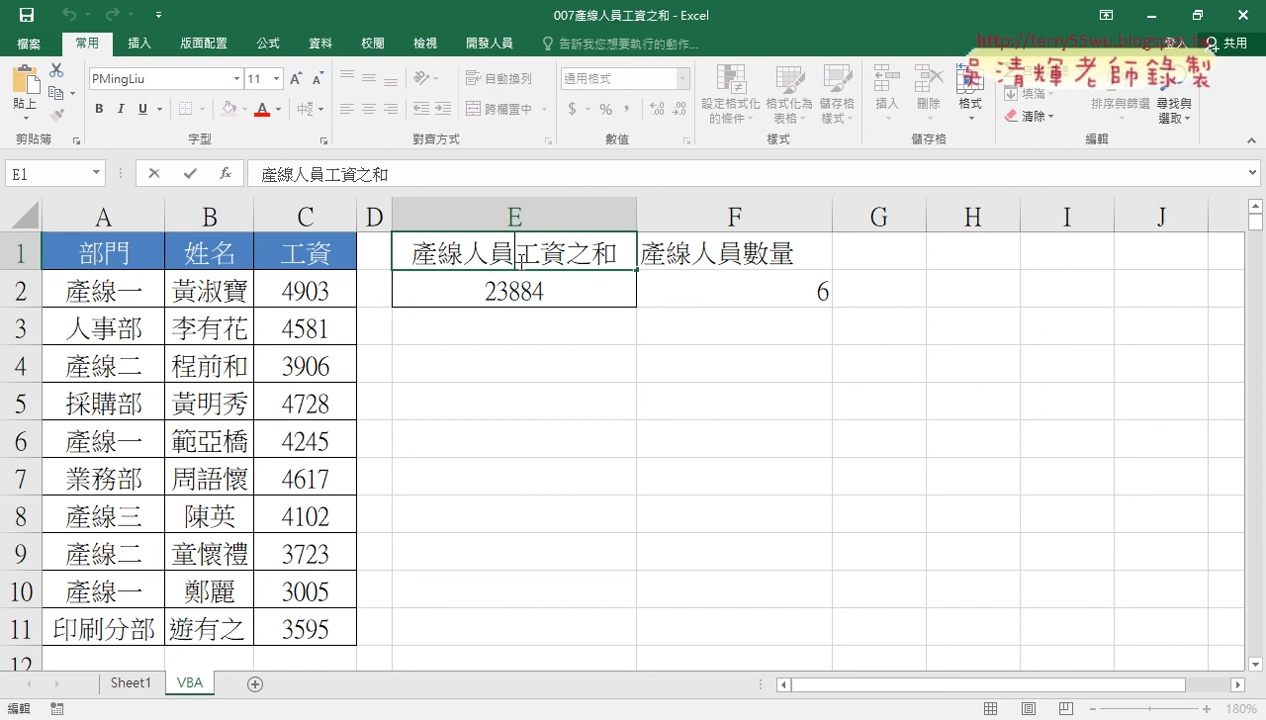 007產線人員工資之和 - Excel
http://terry55wu.blogspot.tw
吳清輝老師錄製
檔案 常用 插入 版面配置 公式 資料 校閱 檢視 開發人員 告訴我您想要執行的動作... 登入 共用
貼上 PMingLiu 11 自動換列 通用格式 設定格式化的條件 格式化為表格 儲存格樣式 插入 刪除 格式 填滿 清除 排序與篩選 尋找與選取
B I U A 跨欄置中 $ % ,
剪貼簿 字型 對齊方式 數值 樣式 儲存格 編輯
E1 fx 產線人員工資之和
A B C D E F G H I J
1 部門 姓名 工資 產線人員工資之和 產線人員數量
2 產線一 黃淑寶 4903 23884 6
3 人事部 李有花 4581
4 產線二 程前和 3906
5 採購部 黃明秀 4728
6 產線一 範亞橋 4245
7 業務部 周語懷 4617
8 產線三 陳英 4102
9 產線二 童懷禮 3723
10 產線一 鄭麗 3005
11 印刷分部 遊有之 3595
12
Sheet1 VBA
編輯 180%